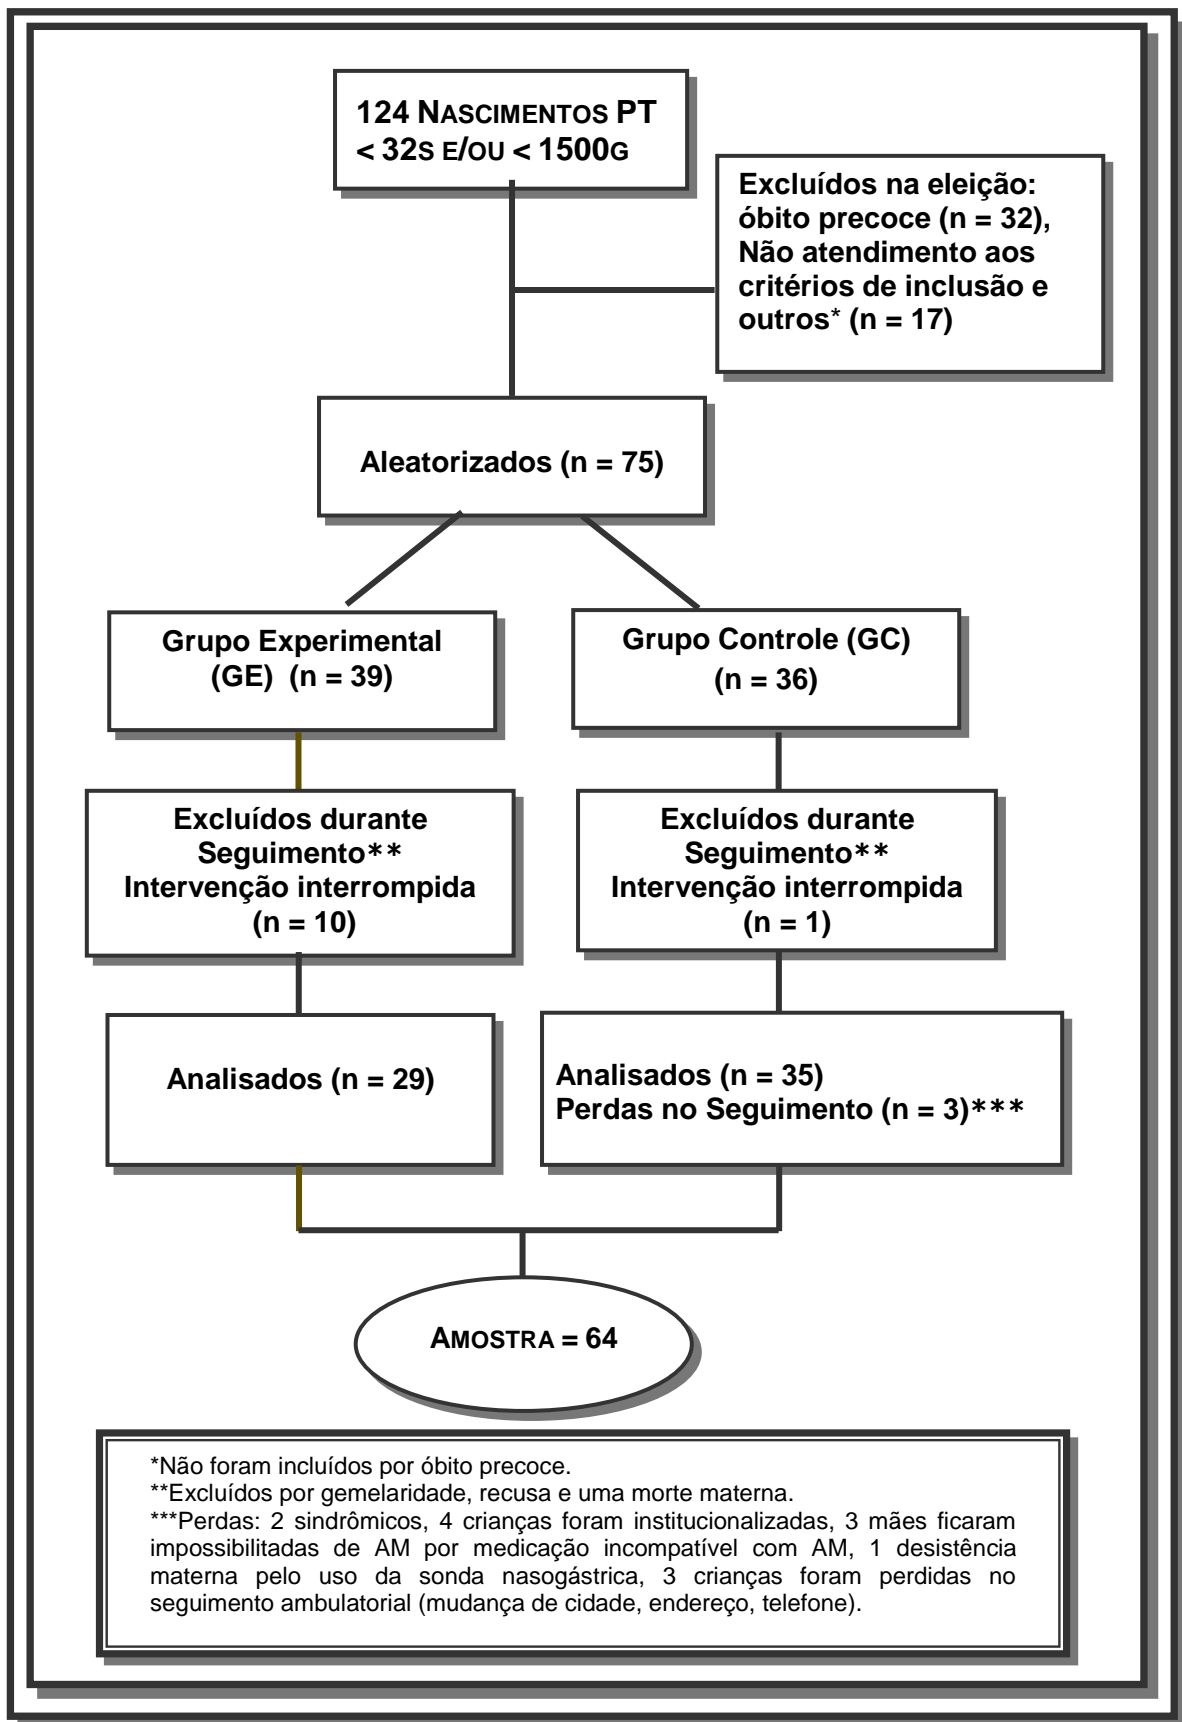 124 NASCIMENTOS PT
< 32S E/OU < 1500G
Excluídos na eleição:
óbito precoce (n = 32),
Não atendimento aos
critérios de inclusão e
outros* (n = 17)
Aleatorizados (n = 75)
Grupo Experimental
(GE) (n = 39)
Grupo Controle (GC)
(n = 36)
Excluídos durante
Seguimento**
Intervenção interrompida
(n = 10)
Excluídos durante
Seguimento**
Intervenção interrompida
(n = 1)
Analisados (n = 29)
Analisados (n = 35)
Perdas no Seguimento (n = 3)***
AMOSTRA = 64
*Não foram incluídos por óbito precoce.
**Excluídos por gemelaridade, recusa e uma morte materna.
***Perdas: 2 sindrômicos, 4 crianças foram institucionalizadas, 3 mães ficaram
impossibilitadas de AM por medicação incompatível com AM, 1 desistência
materna pelo uso da sonda nasogástrica, 3 crianças foram perdidas no
seguimento ambulatorial (mudança de cidade, endereço, telefone).